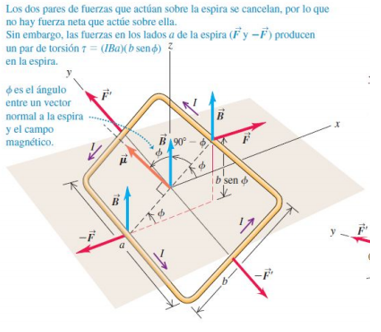 Los dos pares de fuerzas que actúan sobre la espira se cancelan, por lo que
no hay fuerza neta que actúe sobre ella.
Sin embargo, las fuerzas en los lados a de la espira (F⃗ y −F⃗) producen
un par de torsión τ = (IBa)(b sen ϕ)
en la espira.
z
y
ϕ es el ángulo
entre un vector
normal a la espira
y el campo
magnético.
F⃗′
I
B⃗
x
I
μ⃗
B⃗
90° − ϕ
F⃗
ϕ
ϕ
b sen ϕ
B⃗
ϕ
I
−F⃗
a
I
y
F⃗′
b
−F⃗′